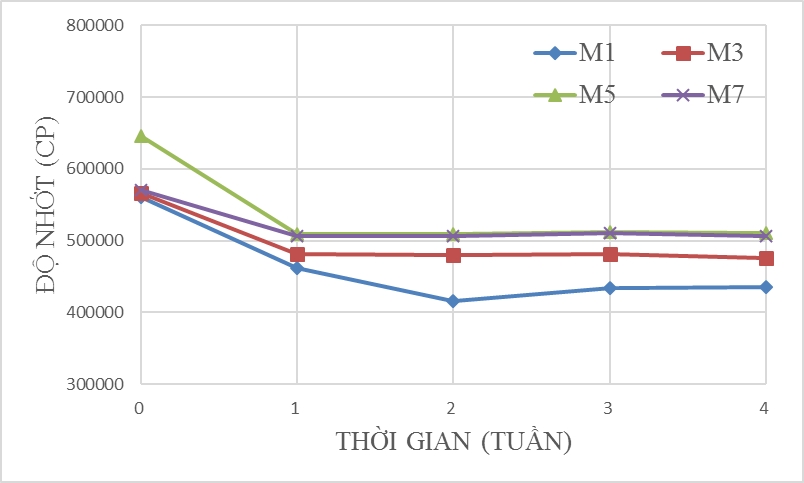 800000
700000
600000
500000
400000
300000
0 1 2 3 4
M1 M3
M5 M7
ĐỘ NHỚT (CP)
THỜI GIAN (TUẦN)